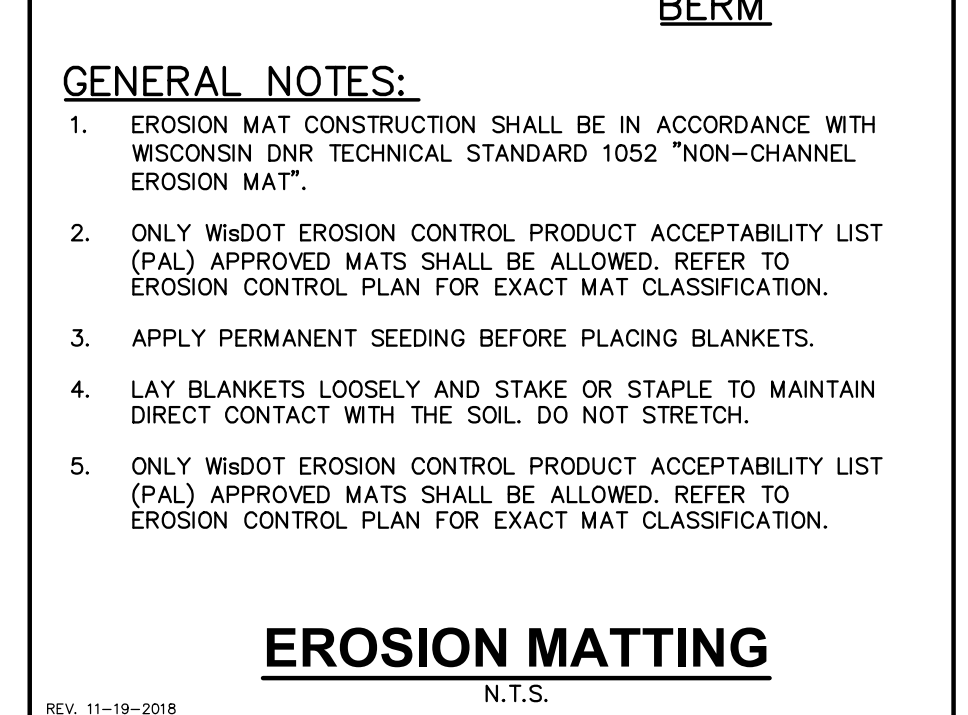 BERM
GENERAL NOTES:
1. EROSION MAT CONSTRUCTION SHALL BE IN ACCORDANCE WITH
WISCONSIN DNR TECHNICAL STANDARD 1052 "NON-CHANNEL
EROSION MAT".
2. ONLY WisDOT EROSION CONTROL PRODUCT ACCEPTABILITY LIST
(PAL) APPROVED MATS SHALL BE ALLOWED. REFER TO
EROSION CONTROL PLAN FOR EXACT MAT CLASSIFICATION.
3. APPLY PERMANENT SEEDING BEFORE PLACING BLANKETS.
4. LAY BLANKETS LOOSELY AND STAKE OR STAPLE TO MAINTAIN
DIRECT CONTACT WITH THE SOIL. DO NOT STRETCH.
5. ONLY WisDOT EROSION CONTROL PRODUCT ACCEPTABILITY LIST
(PAL) APPROVED MATS SHALL BE ALLOWED. REFER TO
EROSION CONTROL PLAN FOR EXACT MAT CLASSIFICATION.
EROSION MATTING
N.T.S.
REV. 11-19-2018